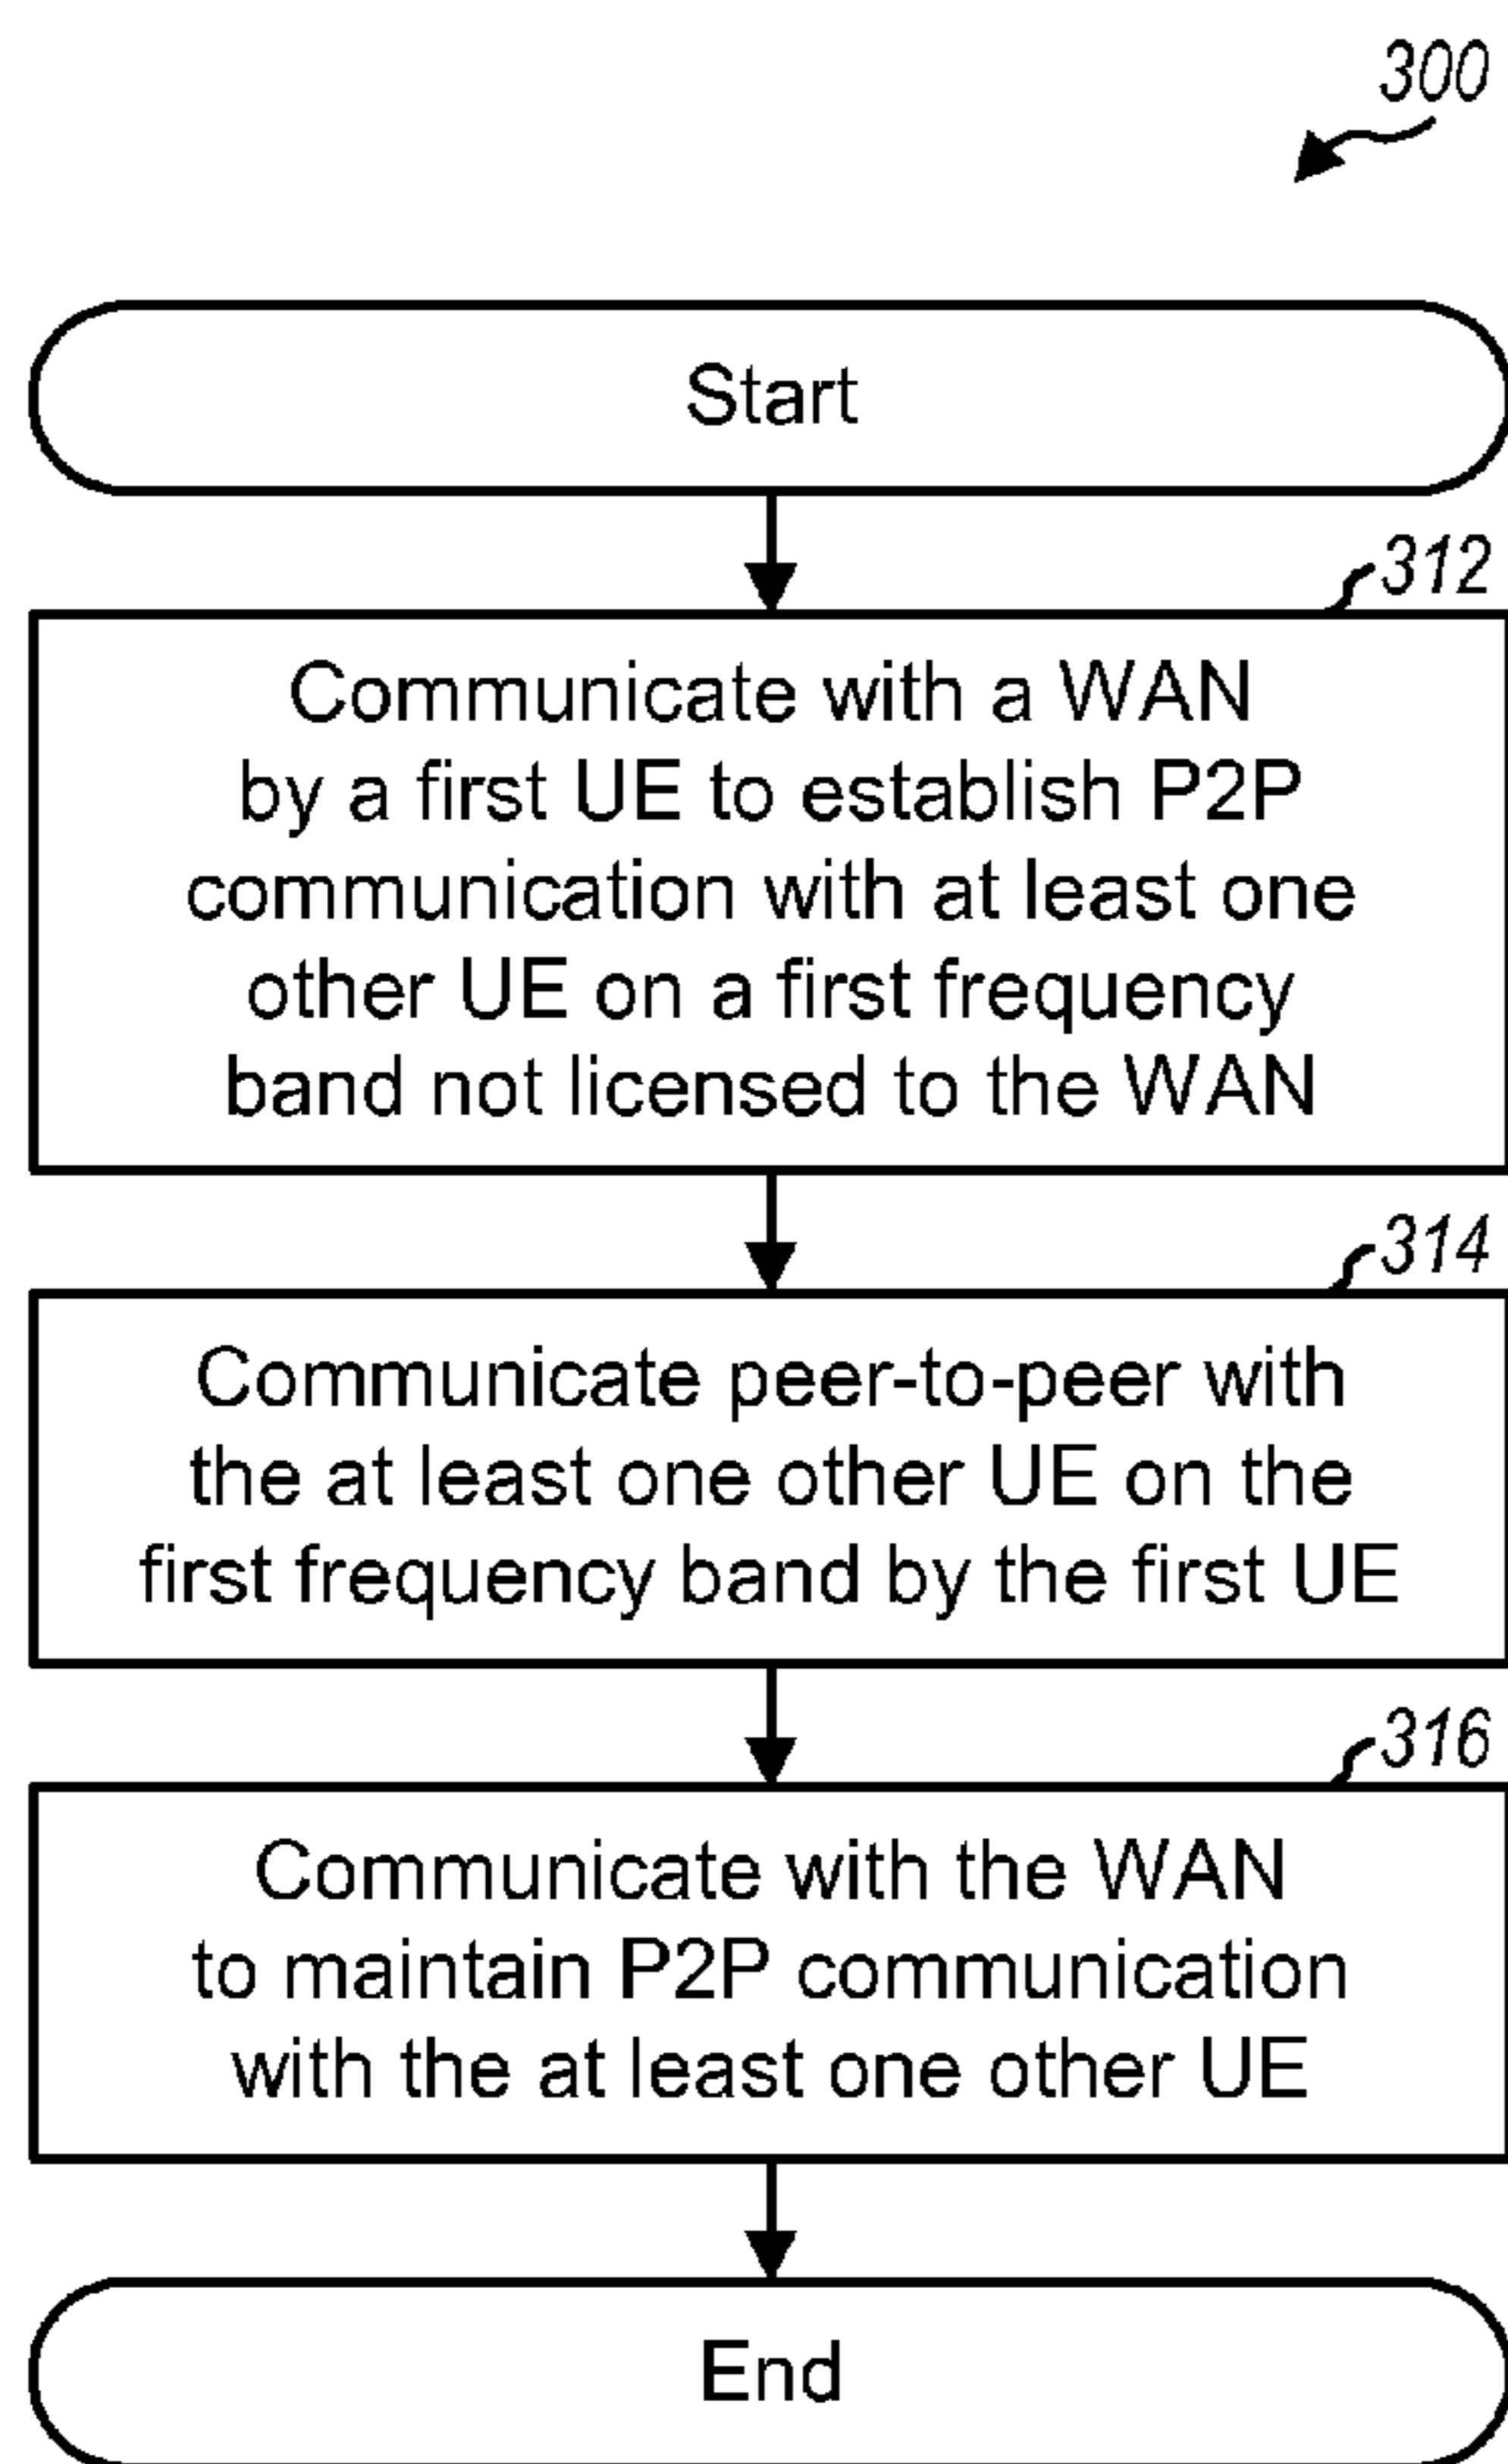 300
Start
312
Communicate with a WAN
by a first UE to establish P2P
communication with at least one
other UE on a first frequency
band not licensed to the WAN
314
Communicate peer-to-peer with
the at least one other UE on the
first frequency band by the first UE
316
Communicate with the WAN
to maintain P2P communication
with the at least one other UE
End